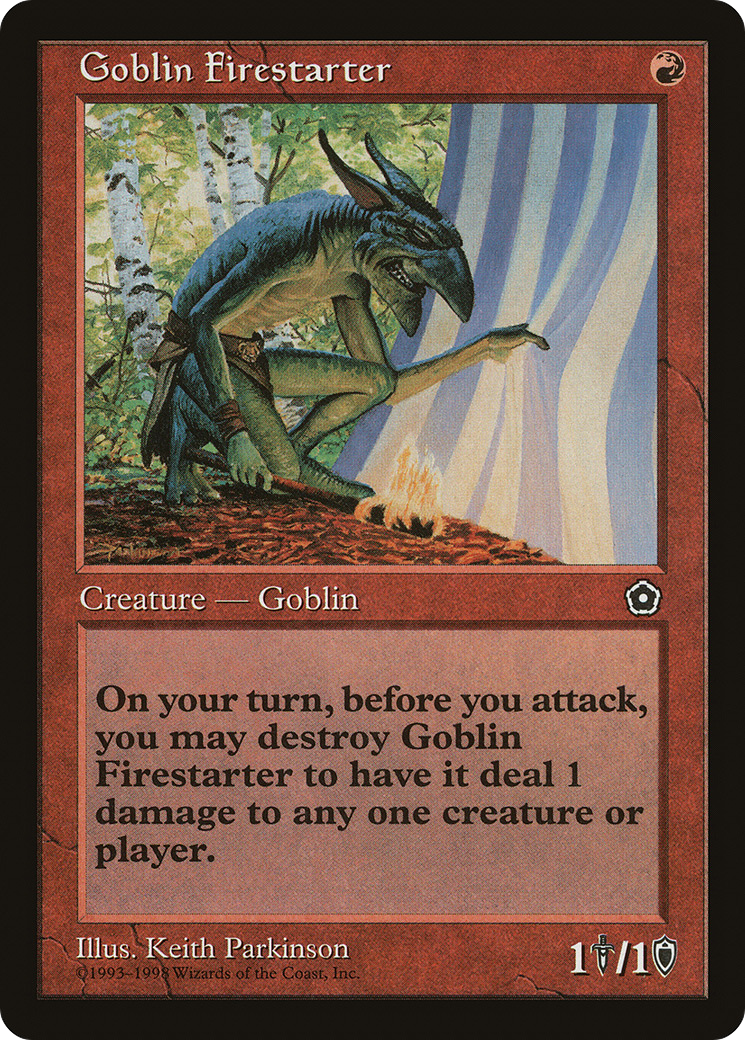 Goblin Firestarter
Creature — Goblin
On your turn, before you attack,
you may destroy Goblin
Firestarter to have it deal 1
damage to any one creature or
player.
Illus. Keith Parkinson
1/1
©1993–1998 Wizards of the Coast, Inc.